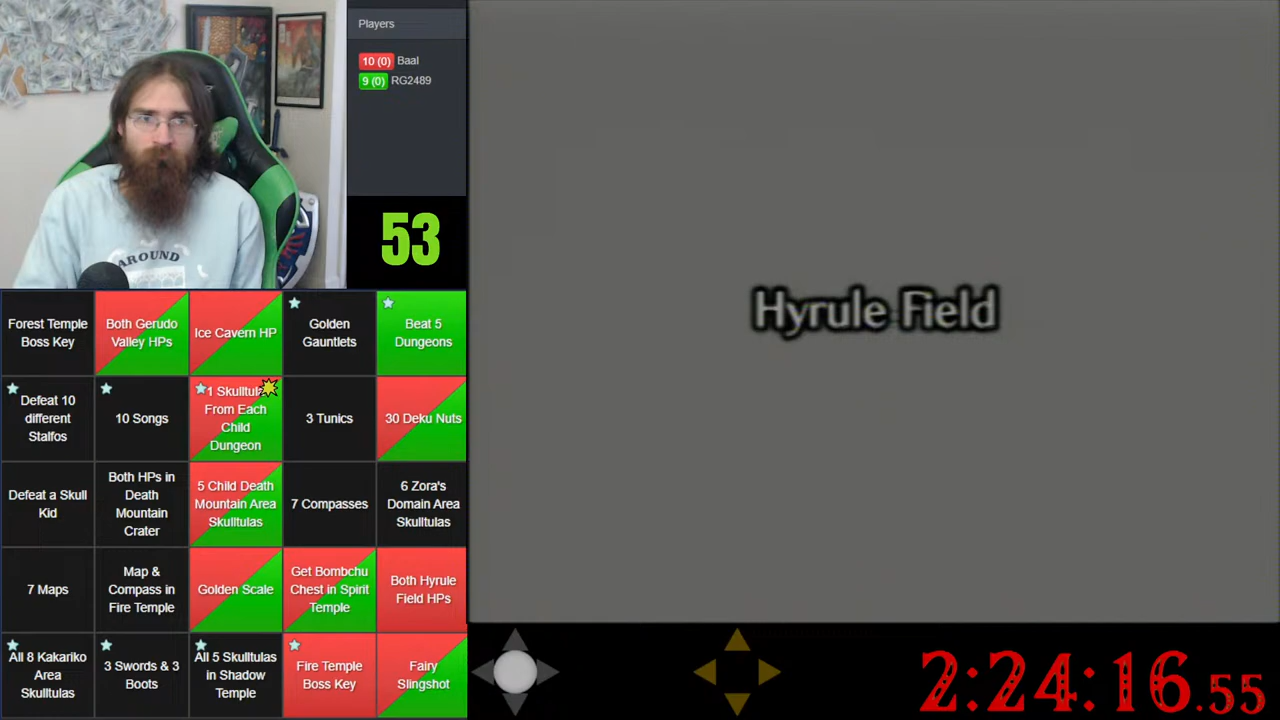 Players
10 (0) Baal
9 (0) RG2489
53
AROUND
Forest Temple
Boss Key
Both Gerudo
Valley HPs
Ice Cavern HP
Golden
Gauntlets
Beat 5
Dungeons
Defeat 10
different
Stalfos
10 Songs
1 Skulltula
From Each
Child
Dungeon
3 Tunics
30 Deku Nuts
Defeat a Skull
Kid
Both HPs in
Death
Mountain
Crater
5 Child Death
Mountain Area
Skulltulas
7 Compasses
6 Zora's
Domain Area
Skulltulas
7 Maps
Map &
Compass in
Fire Temple
Golden Scale
Get Bombchu
Chest in Spirit
Temple
Both Hyrule
Field HPs
All 8 Kakariko
Area
Skulltulas
3 Swords & 3
Boots
All 5 Skulltulas
in Shadow
Temple
Fire Temple
Boss Key
Fairy
Slingshot
Hyrule Field
2:24:16.55